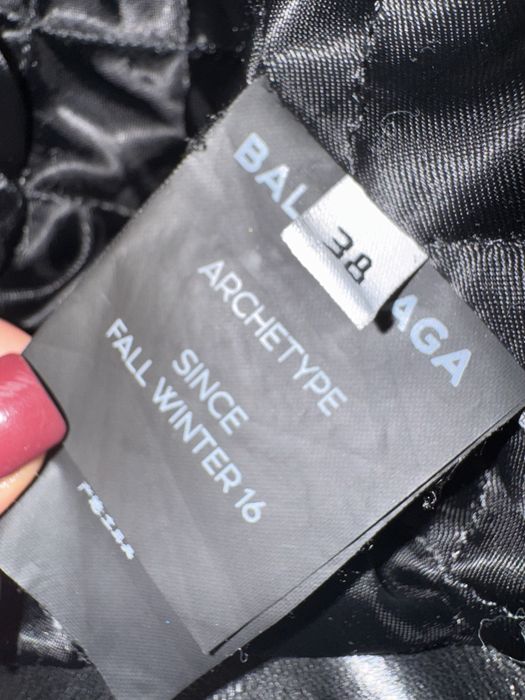 BAL AGA
38
ARCHETYPE
SINCE
FALL WINTER 16